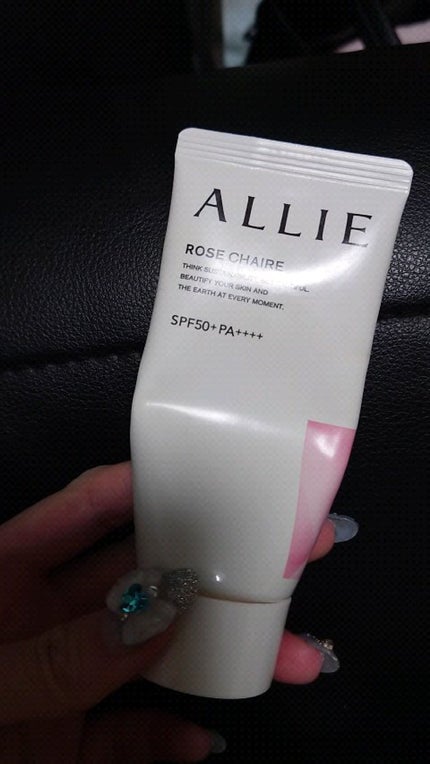 ALLIE
ROSE CHAIRE
THINK
BEAUTIFY YOUR SKIN AND
THE EARTH AT EVERY MOMENT.
SPF50+PA++++